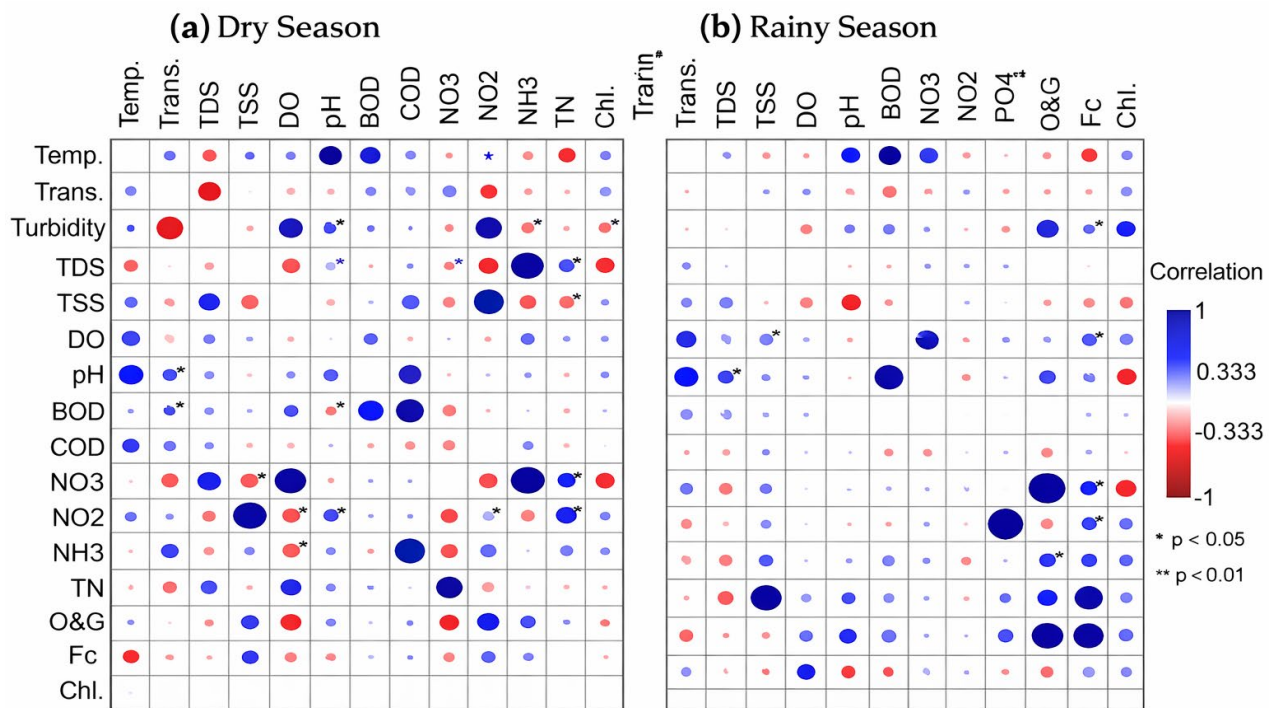 (a) Dry Season
(b) Rainy Season
Temp. Trans. TDS TSS DO pH BOD COD NO3 NO2 NH3 TN Chl.
Trans. TDS TSS DO pH BOD NO3 NO2 PO4 O&G Fc Chl.
Temp.
Trans.
Turbidity
TDS
TSS
DO
pH
BOD
COD
NO3
NO2
NH3
TN
O&G
Fc
Chl.
Correlation
1
0.333
-0.333
-1
* p < 0.05
** p < 0.01